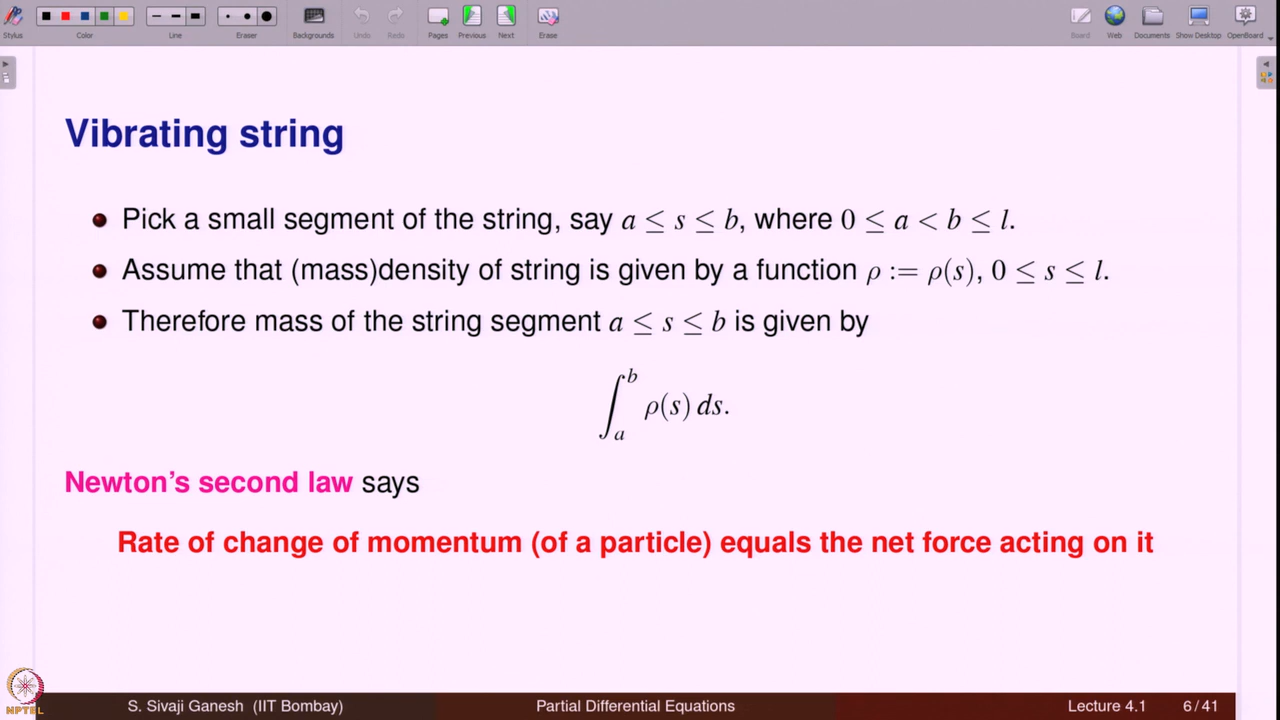 Stylus
Color
Line
Eraser
Backgrounds
Undo
Redo
Pages
Previous
Next
Erase
Board
Web
Documents
Show Desktop
OpenBoard
Vibrating string
Pick a small segment of the string, say a ≤ s ≤ b, where 0 ≤ a < b ≤ l.
Assume that (mass)density of string is given by a function ρ := ρ(s), 0 ≤ s ≤ l.
Therefore mass of the string segment a ≤ s ≤ b is given by
∫_a^b ρ(s) ds.
Newton's second law says
Rate of change of momentum (of a particle) equals the net force acting on it
NPTEL
S. Sivaji Ganesh (IIT Bombay)
Partial Differential Equations
Lecture 4.1
6 / 41